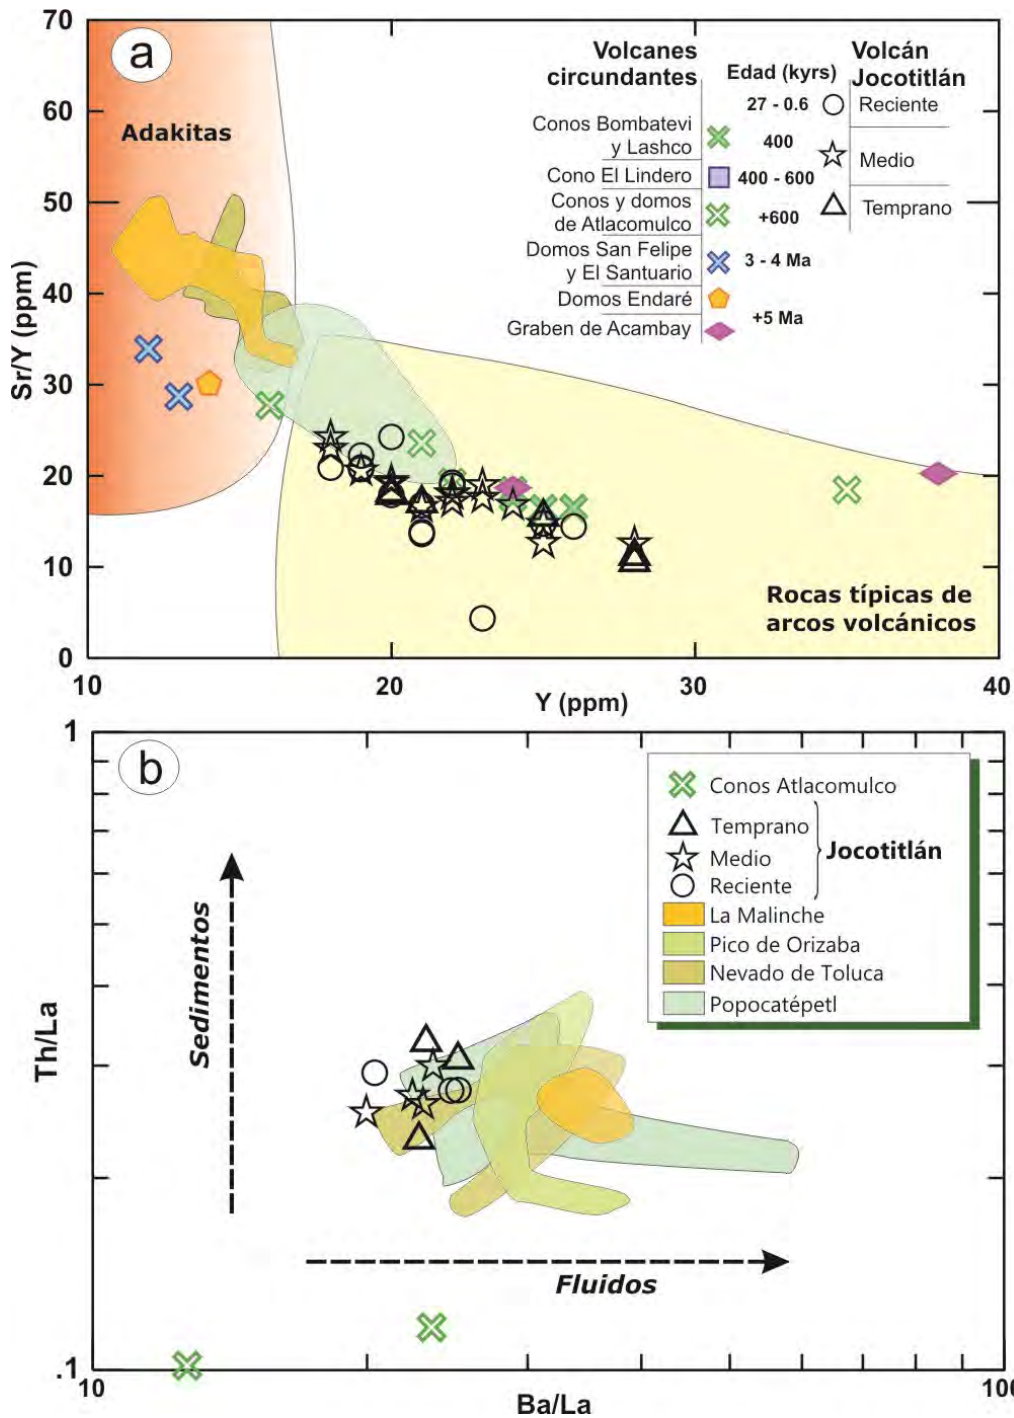 a
Adakitas
Volcanes
circundantes
Edad (kyrs)
Volcán
Jocotitlán
27 - 0.6
Reciente
Conos Bombatevi
y Lashco
400
Medio
Cono El Lindero
400 - 600
Conos y domos
de Atlacomulco
+600
Temprano
Domos San Felipe
y El Santuario
3 - 4 Ma
Domos Endaré
Graben de Acambay
+5 Ma
Rocas típicas de
arcos volcánicos
70
60
50
40
30
20
10
0
Sr/Y (ppm)
10
20
30
40
Y (ppm)
b
Conos Atlacomulco
Temprano
Medio
Reciente
Jocotitlán
La Malinche
Pico de Orizaba
Nevado de Toluca
Popocatépetl
Sedimentos
Fluidos
1
.1
Th/La
10
100
Ba/La